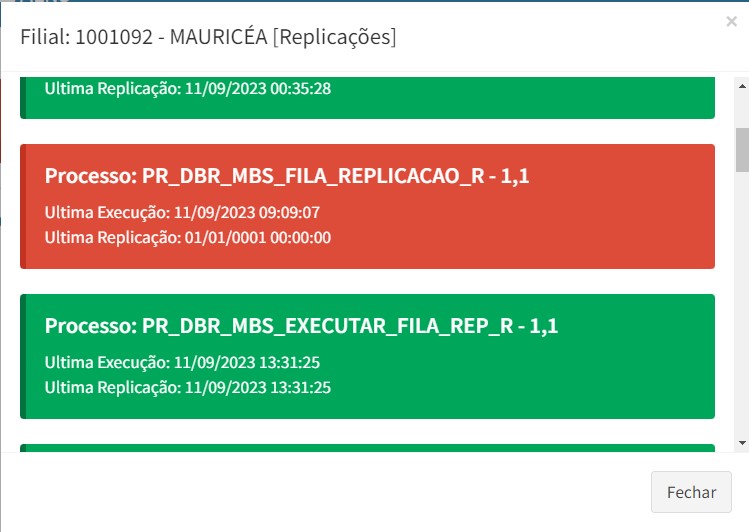 Filial: 1001092 - MAURICÉA [Replicações]
×
Ultima Replicação: 11/09/2023 00:35:28
Processo: PR_DBR_MBS_FILA_REPLICACAO_R - 1,1
Ultima Execução: 11/09/2023 09:09:07
Ultima Replicação: 01/01/0001 00:00:00
Processo: PR_DBR_MBS_EXECUTAR_FILA_REP_R - 1,1
Ultima Execução: 11/09/2023 13:31:25
Ultima Replicação: 11/09/2023 13:31:25
Fechar